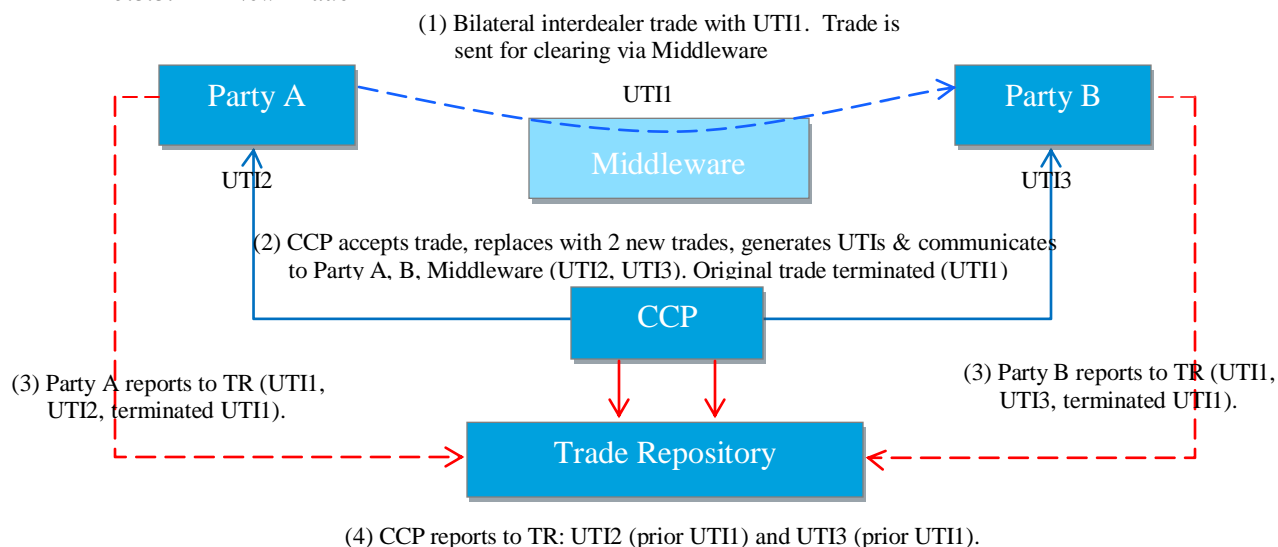 (1) Bilateral interdealer trade with UTI1. Trade is
sent for clearing via Middleware
Party A
UTI1
Party B
Middleware
UTI2
UTI3
(2) CCP accepts trade, replaces with 2 new trades, generates UTIs & communicates
to Party A, B, Middleware (UTI2, UTI3). Original trade terminated (UTI1)
CCP
(3) Party A reports to TR (UTI1,
UTI2, terminated UTI1).
(3) Party B reports to TR (UTI1,
UTI3, terminated UTI1).
Trade Repository
(4) CCP reports to TR: UTI2 (prior UTI1) and UTI3 (prior UTI1).